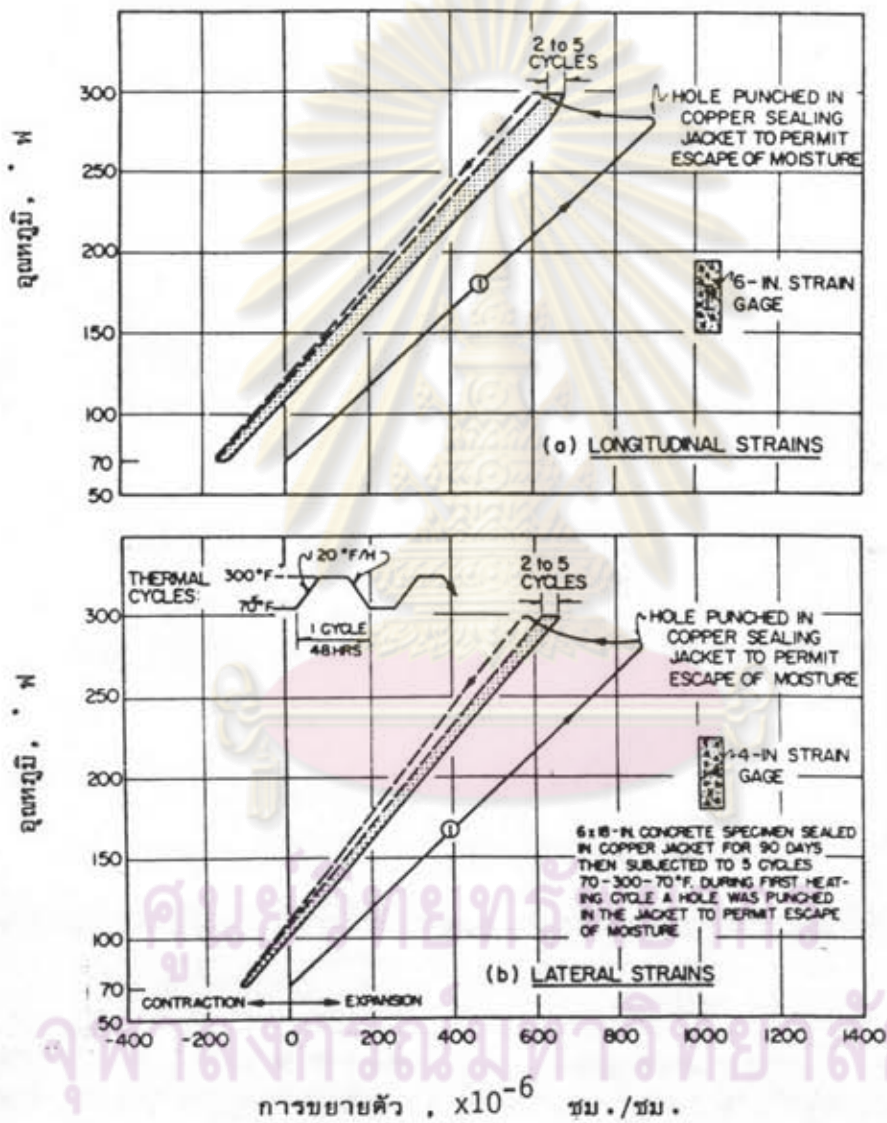 2 to 5
CYCLES
300
HOLE PUNCHED IN
COPPER SEALING
JACKET TO PERMIT
ESCAPE OF MOISTURE
250
200
6-IN. STRAIN
GAGE
150
1
100
(a) LONGITUDINAL STRAINS
70
50
อุณหภูมิ, ° ฟ
THERMAL
CYCLES:
300°F
70°F
20°F/H
1 CYCLE
48 HRS
2 to 5
CYCLES
300
HOLE PUNCHED IN
COPPER SEALING
JACKET TO PERMIT
ESCAPE OF MOISTURE
250
200
4-IN STRAIN
GAGE
1
6x18-IN. CONCRETE SPECIMEN SEALED
IN COPPER JACKET FOR 90 DAYS
THEN SUBJECTED TO 5 CYCLES
70-300-70°F. DURING FIRST HEAT-
ING CYCLE A HOLE WAS PUNCHED
IN THE JACKET TO PERMIT ESCAPE
OF MOISTURE
150
100
(b) LATERAL STRAINS
70
CONTRACTION EXPANSION
50
อุณหภูมิ, ° ฟ
-400 -200 0 200 400 600 800 1000 1200 1400
การขยายตัว , x10-6 ซม./ซม.
ศูนย์วิทยทรัพยากร
จุฬาลงกรณ์มหาวิทยาลัย